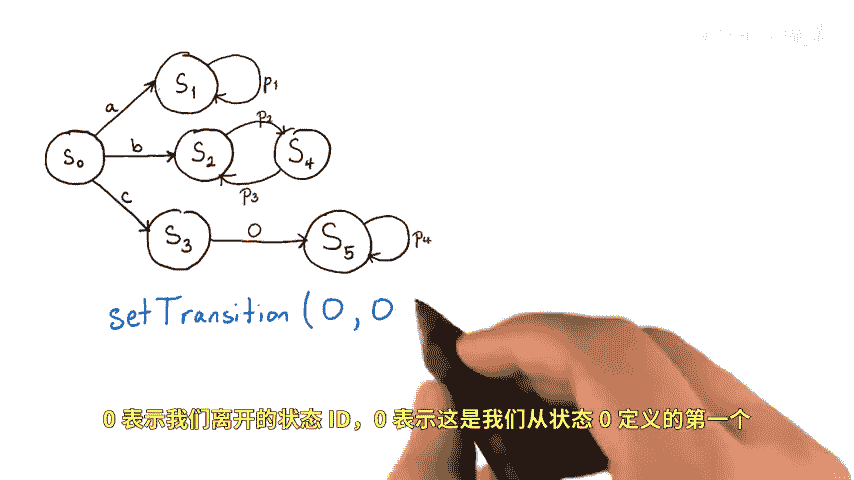 S₁
p₁
a
p₂
S₀
b
S₂
S₄
p₃
c
S₃
0
S₅
p₄
setTransition (0, 0
0 表示我们离开的状态 ID，0 表示这是我们从状态 0 定义的第一个